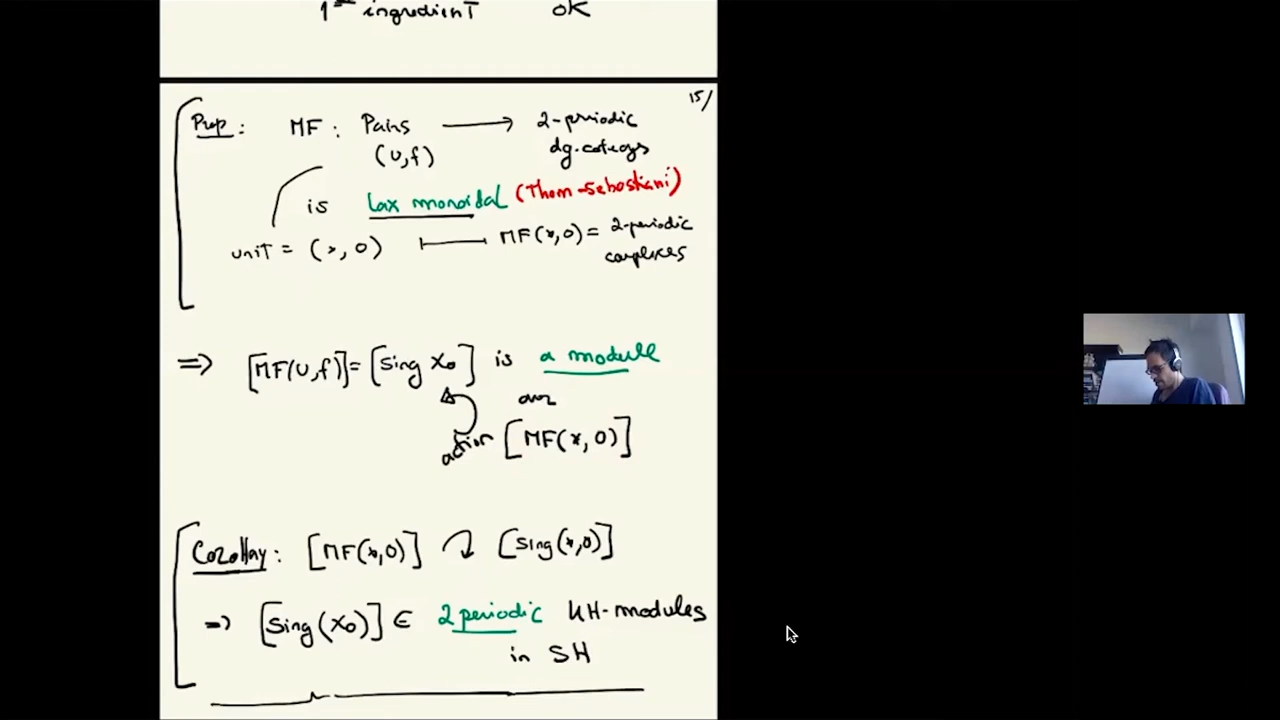 1st ingredient OK
15/
Prop: MF: Pairs ⟶ 2-periodic
(U,f) dg-categys
is lax monoidal (Thom-Sebastiani)
unit = (*, 0) ⟼ MF(*,0) = 2-periodic
complexes
⇒ [MF(U,f)] = [Sing X₀] is a module
over
action [MF(*,0)]
Corollary: [MF(*,0)] ↷ [Sing(*,0)]
⇒ [Sing(X₀)] ∈ 2 periodic KH-modules
in SH